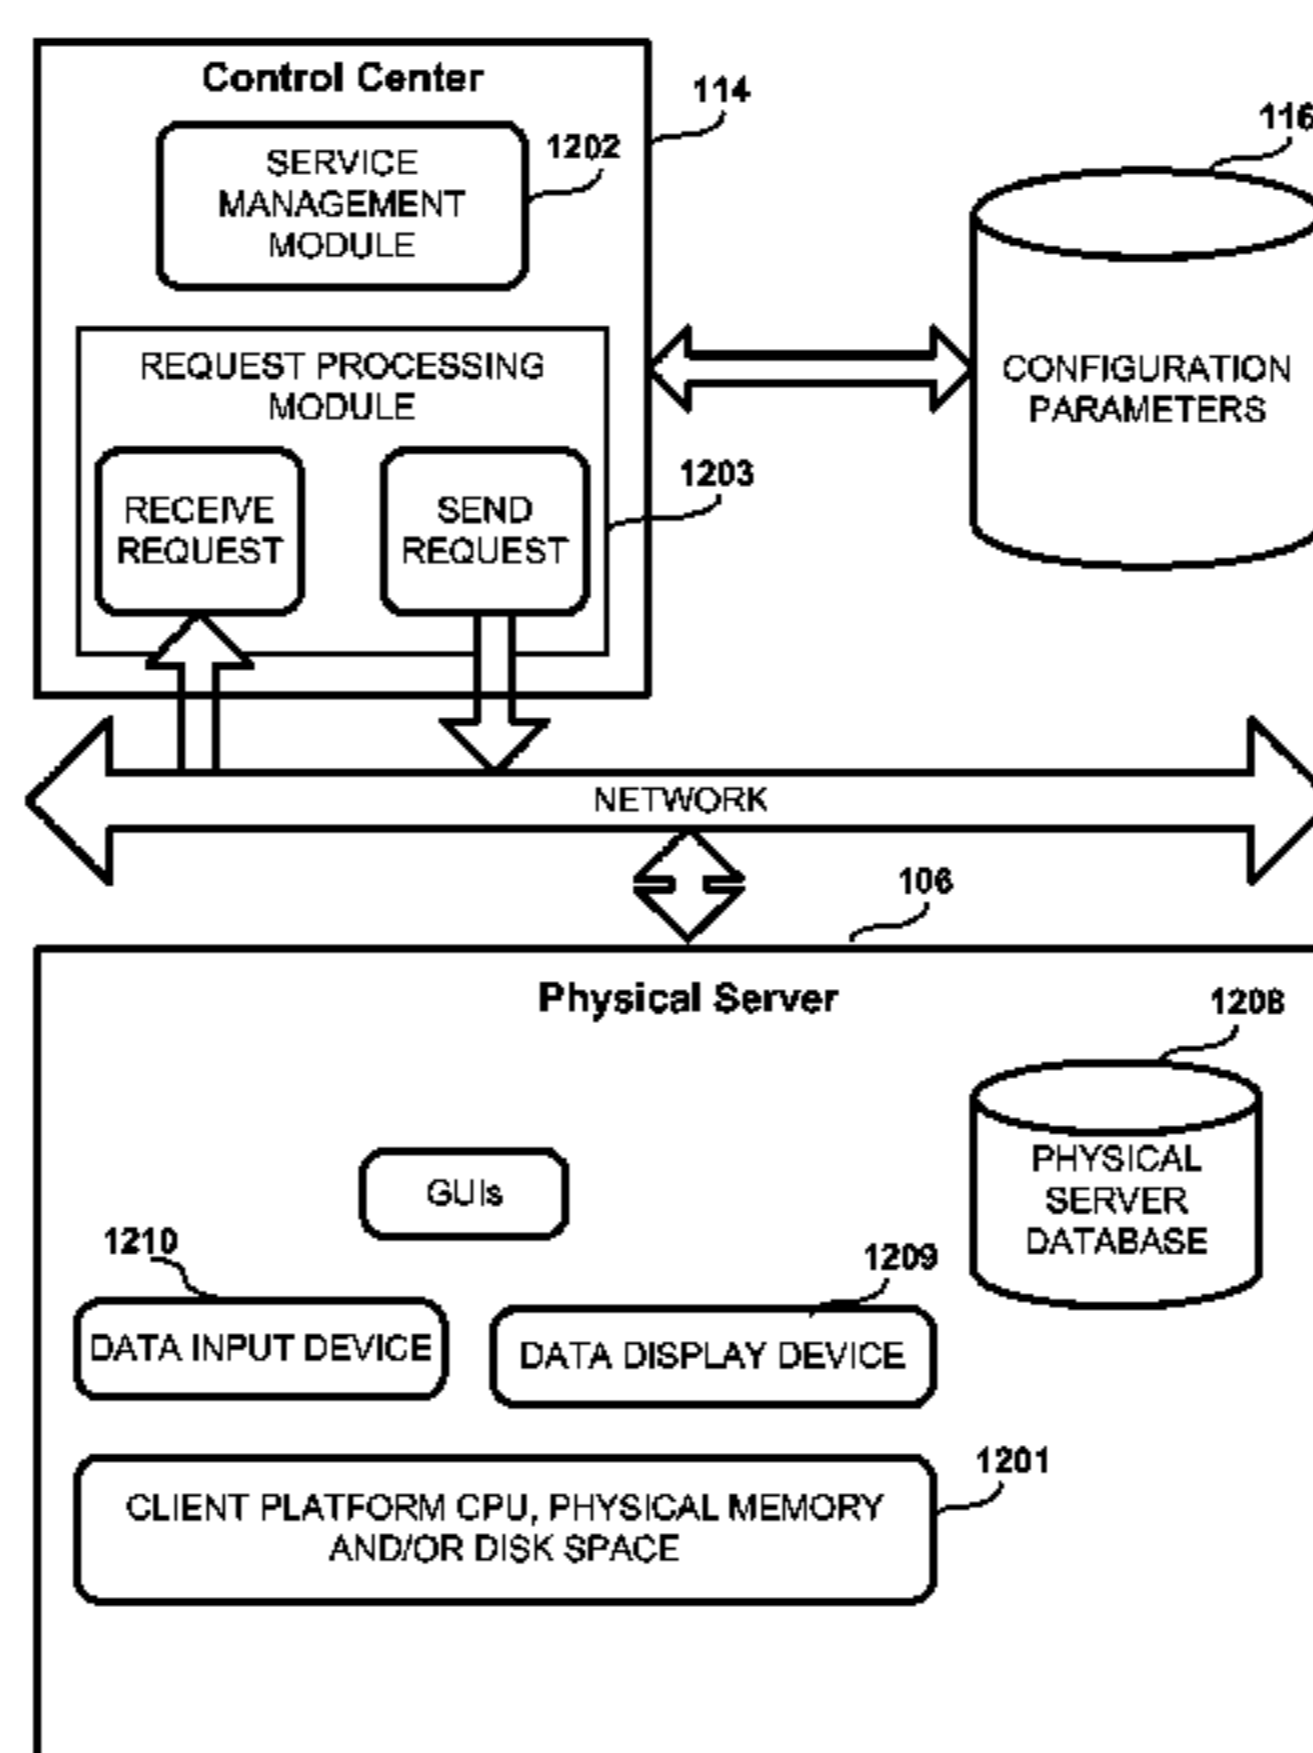 Control Center
114
SERVICE
MANAGEMENT
MODULE
1202
116
REQUEST PROCESSING
MODULE
RECEIVE
REQUEST
SEND
REQUEST
1203
CONFIGURATION
PARAMETERS
NETWORK
106
Physical Server
1208
PHYSICAL
SERVER
DATABASE
GUIs
1210
1209
DATA INPUT DEVICE
DATA DISPLAY DEVICE
1201
CLIENT PLATFORM CPU, PHYSICAL MEMORY
AND/OR DISK SPACE